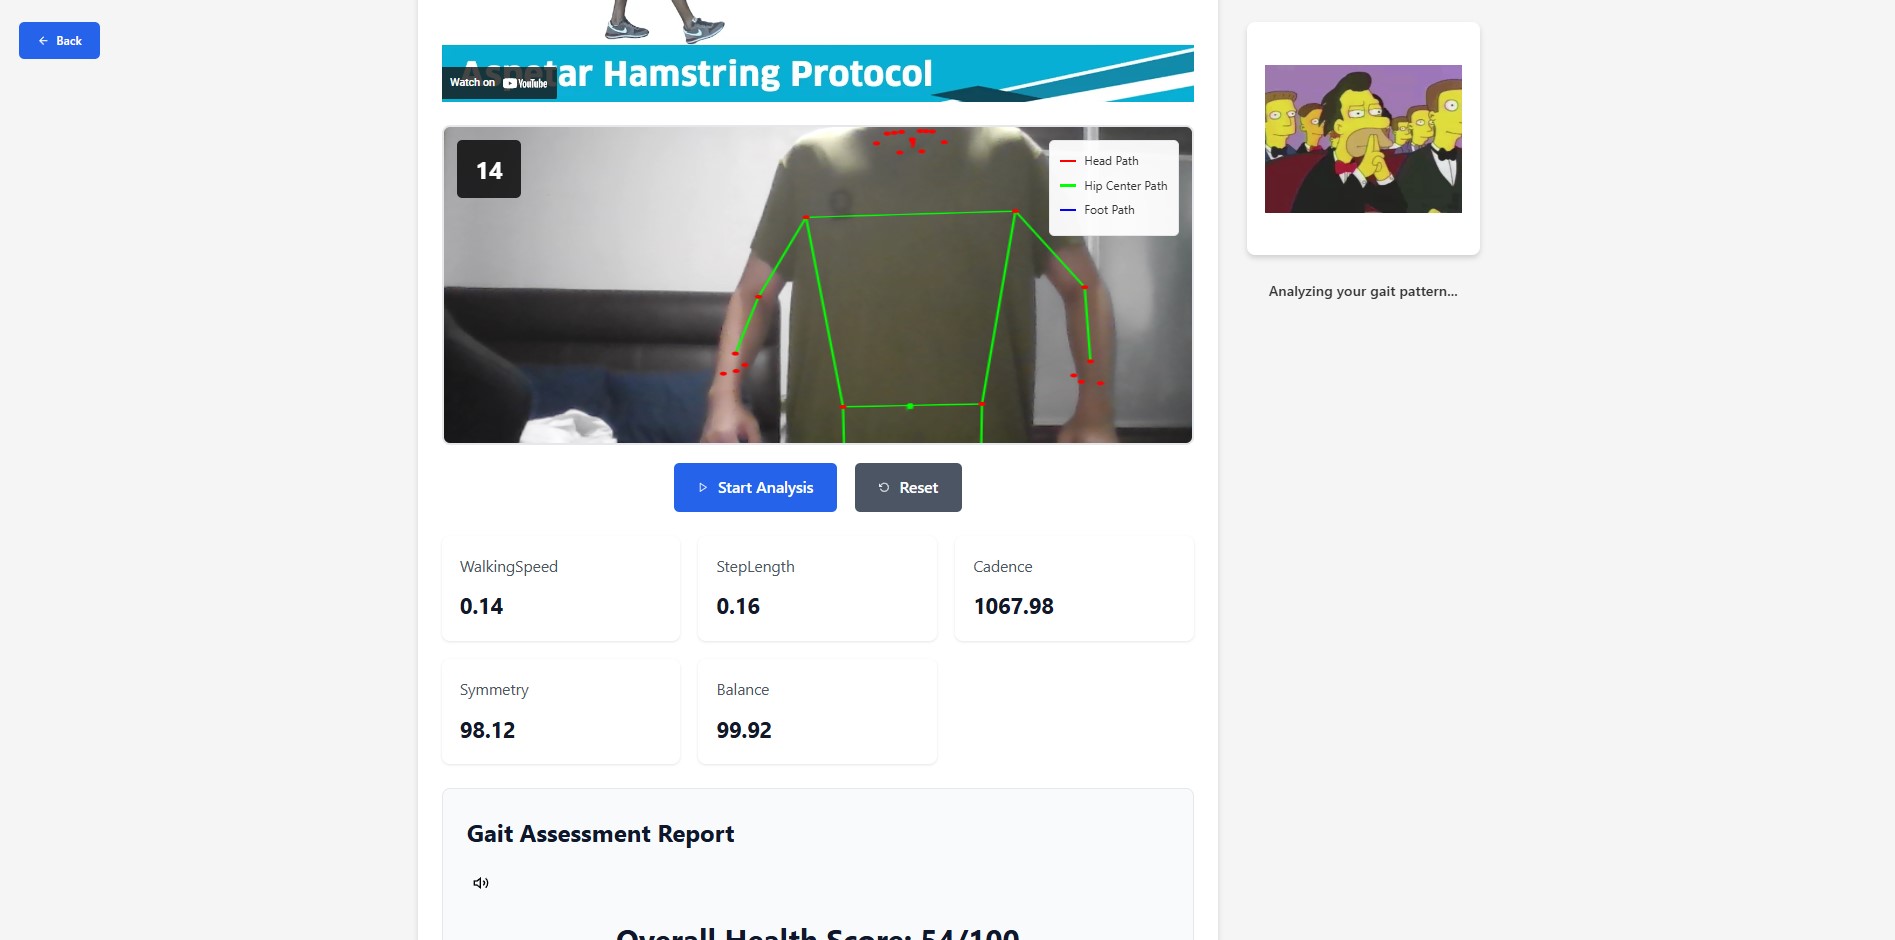 Back
Aspetar Hamstring Protocol
Watch on YouTube
14
Head Path
Hip Center Path
Foot Path
Analyzing your gait pattern...
Start Analysis
Reset
WalkingSpeed
0.14
StepLength
0.16
Cadence
1067.98
Symmetry
98.12
Balance
99.92
Gait Assessment Report
Overall Health Score: 54/100